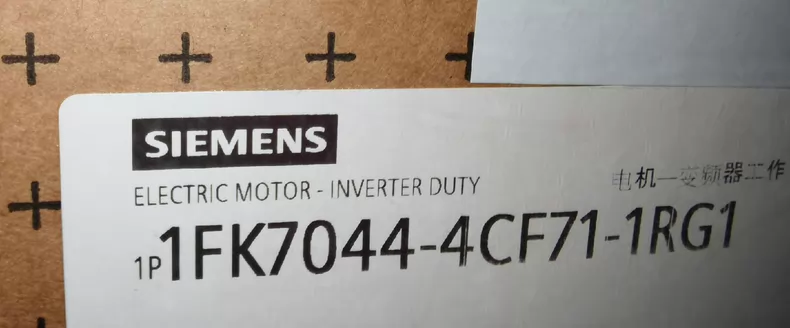 SIEMENS
ELECTRIC MOTOR - INVERTER DUTY
电机一变频器工作
1P1FK7044-4CF71-1RG1